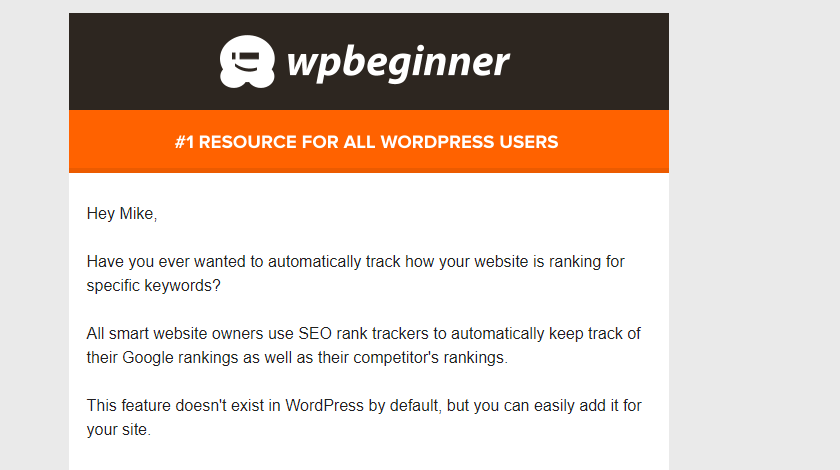 wpbeginner
#1 RESOURCE FOR ALL WORDPRESS USERS
Hey Mike,
Have you ever wanted to automatically track how your website is ranking for
specific keywords?
All smart website owners use SEO rank trackers to automatically keep track of
their Google rankings as well as their competitor's rankings.
This feature doesn't exist in WordPress by default, but you can easily add it for
your site.